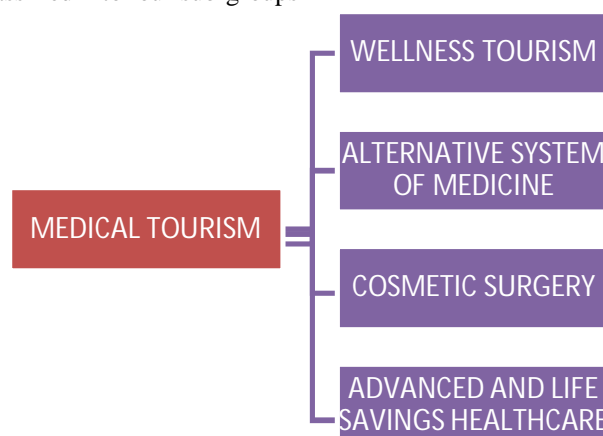 WELLNESS TOURISM
ALTERNATIVE SYSTEM
OF MEDICINE
MEDICAL TOURISM
COSMETIC SURGERY
ADVANCED AND LIFE
SAVINGS HEALTHCARE